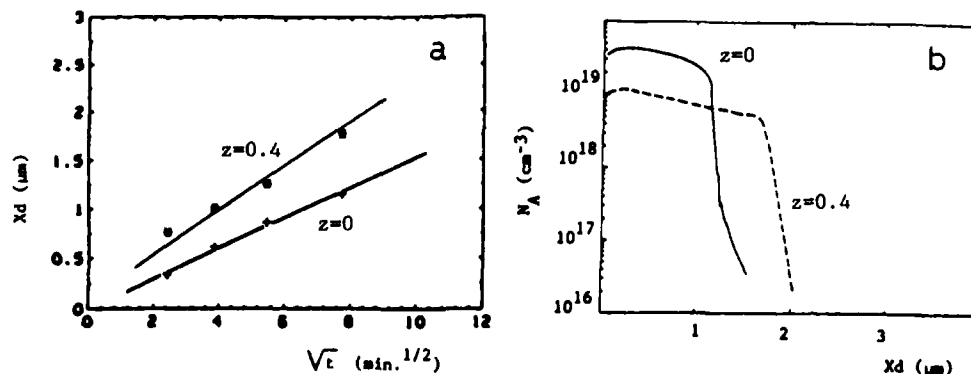 a
3
2.5
2
1.5
1
0.5
0
Xd (μm)
z=0.4
z=0
0 2 4 6 8 10 12
√t (min.^1/2)
b
10^19
10^18
10^17
10^16
N_A (cm^-3)
z=0
z=0.4
1 2 3
Xd (μm)